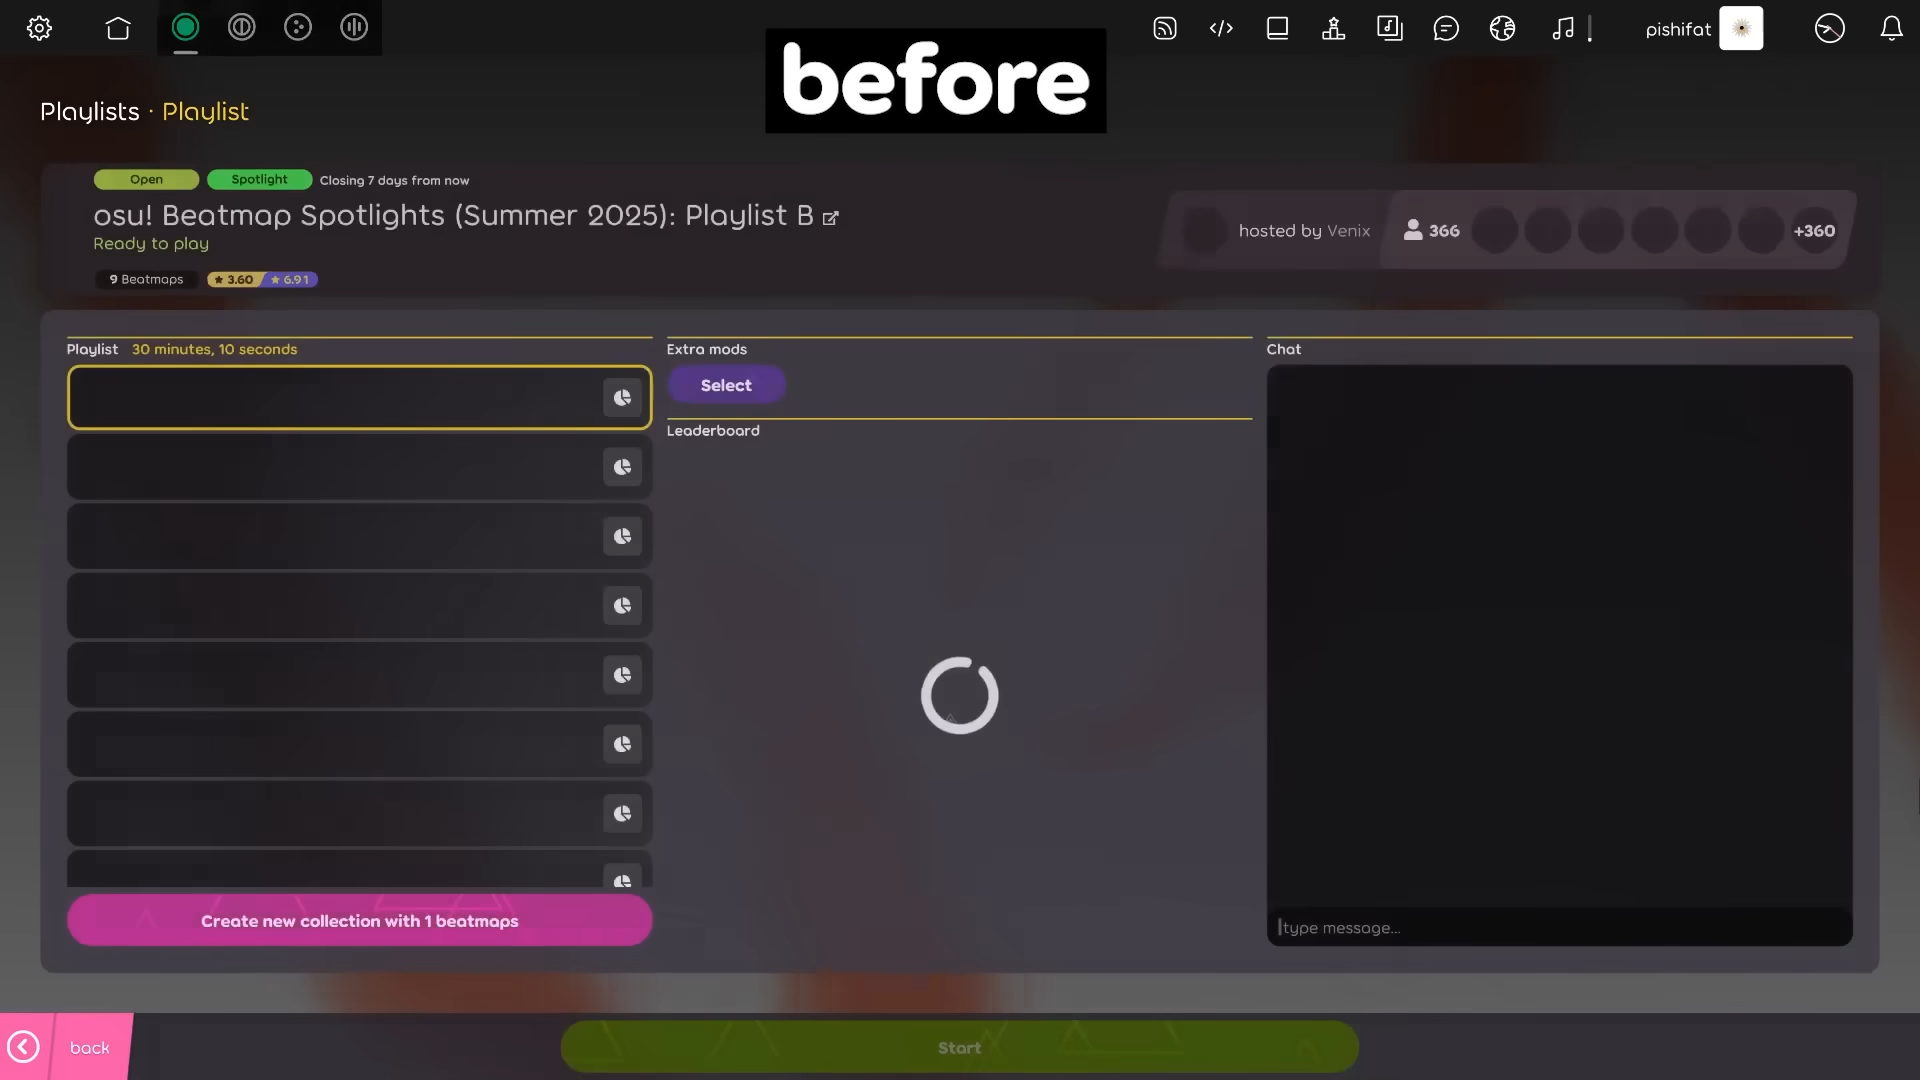 pishifat
before
Playlists · Playlist
Open
Spotlight
Closing 7 days from now
osu! Beatmap Spotlights (Summer 2025): Playlist B
Ready to play
9 Beatmaps
3.60
6.91
hosted by Venix
366
+360
Playlist 30 minutes, 10 seconds
Extra mods
Select
Leaderboard
Chat
Create new collection with 1 beatmaps
type message...
back
Start